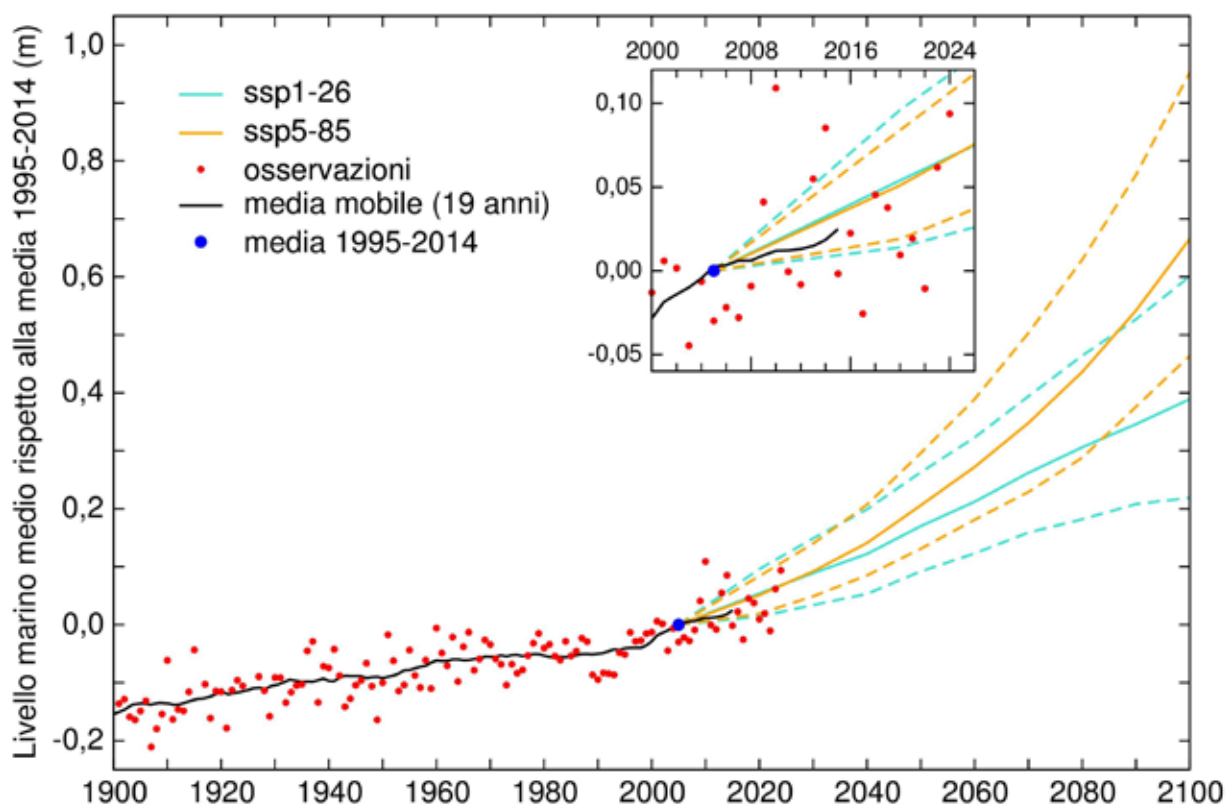 Livello marino medio rispetto alla media 1995-2014 (m)
1,0
0,8
0,6
0,4
0,2
0,0
-0,2
ssp1-26
ssp5-85
osservazioni
media mobile (19 anni)
media 1995-2014
2000 2008 2016 2024
0,10
0,05
0,00
-0,05
1900 1920 1940 1960 1980 2000 2020 2040 2060 2080 2100